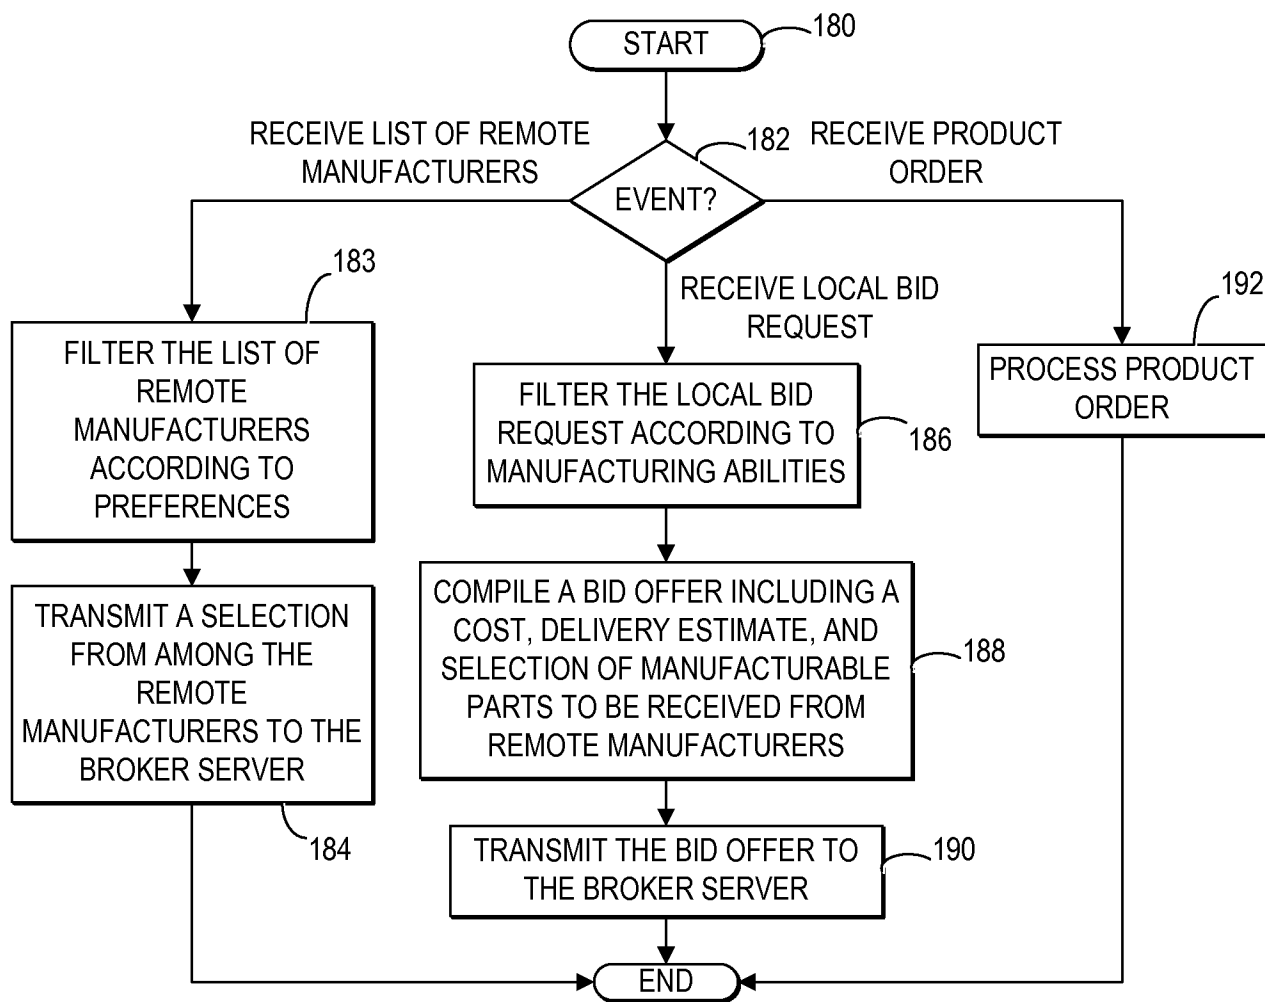 START
180
RECEIVE LIST OF REMOTE
MANUFACTURERS
182
RECEIVE PRODUCT
ORDER
EVENT?
183
RECEIVE LOCAL BID
REQUEST
192
FILTER THE LIST OF
REMOTE
MANUFACTURERS
ACCORDING TO
PREFERENCES
FILTER THE LOCAL BID
REQUEST ACCORDING TO
MANUFACTURING ABILITIES
186
PROCESS PRODUCT
ORDER
TRANSMIT A SELECTION
FROM AMONG THE
REMOTE
MANUFACTURERS TO THE
BROKER SERVER
184
COMPILE A BID OFFER INCLUDING A
COST, DELIVERY ESTIMATE, AND
SELECTION OF MANUFACTURABLE
PARTS TO BE RECEIVED FROM
REMOTE MANUFACTURERS
188
TRANSMIT THE BID OFFER TO
THE BROKER SERVER
190
END